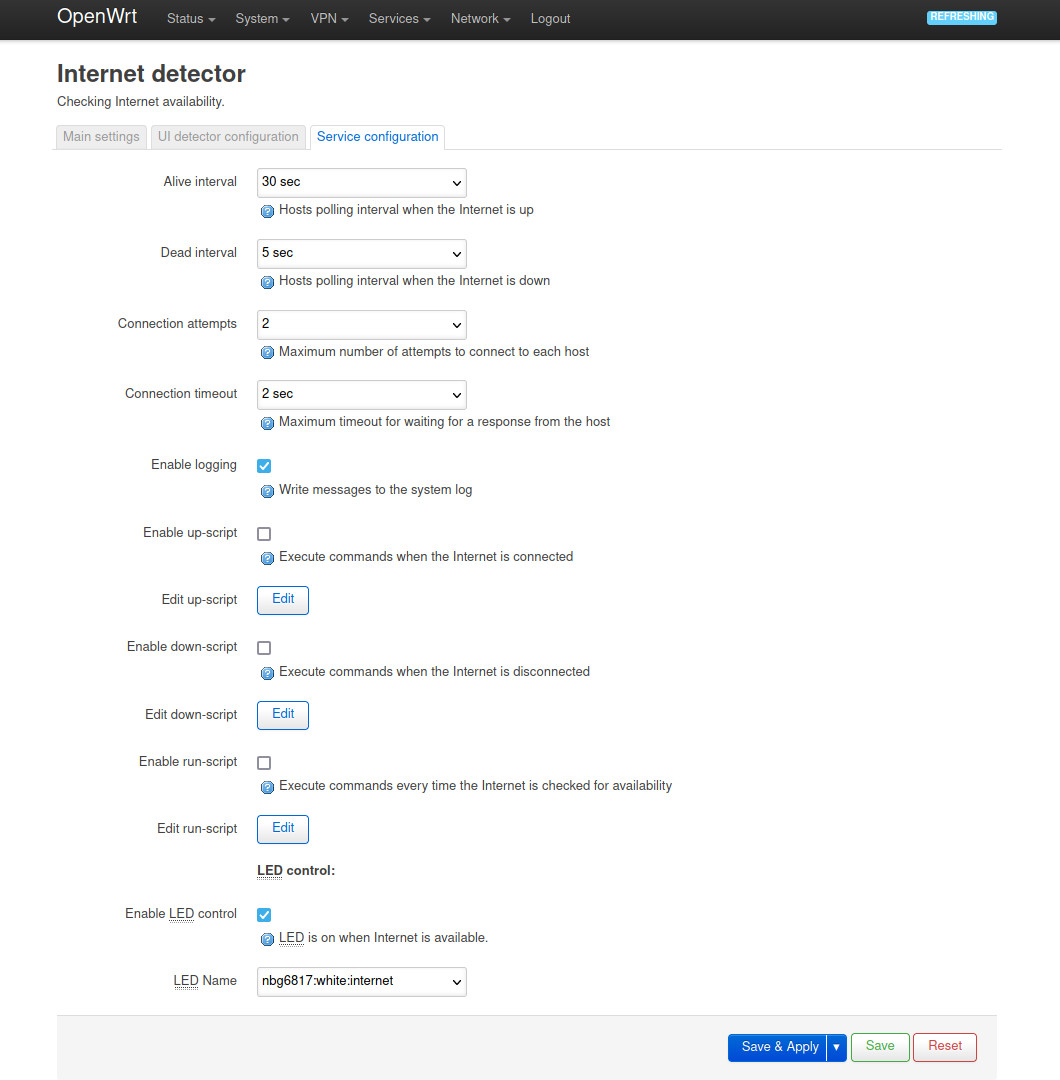 OpenWrt Status System VPN Services Network Logout REFRESHING
Internet detector
Checking Internet availability.
Main settings UI detector configuration Service configuration
Alive interval 30 sec
Hosts polling interval when the Internet is up
Dead interval 5 sec
Hosts polling interval when the Internet is down
Connection attempts 2
Maximum number of attempts to connect to each host
Connection timeout 2 sec
Maximum timeout for waiting for a response from the host
Enable logging
Write messages to the system log
Enable up-script
Execute commands when the Internet is connected
Edit up-script Edit
Enable down-script
Execute commands when the Internet is disconnected
Edit down-script Edit
Enable run-script
Execute commands every time the Internet is checked for availability
Edit run-script Edit
LED control:
Enable LED control
LED is on when Internet is available.
LED Name nbg6817:white:internet
Save & Apply Save Reset